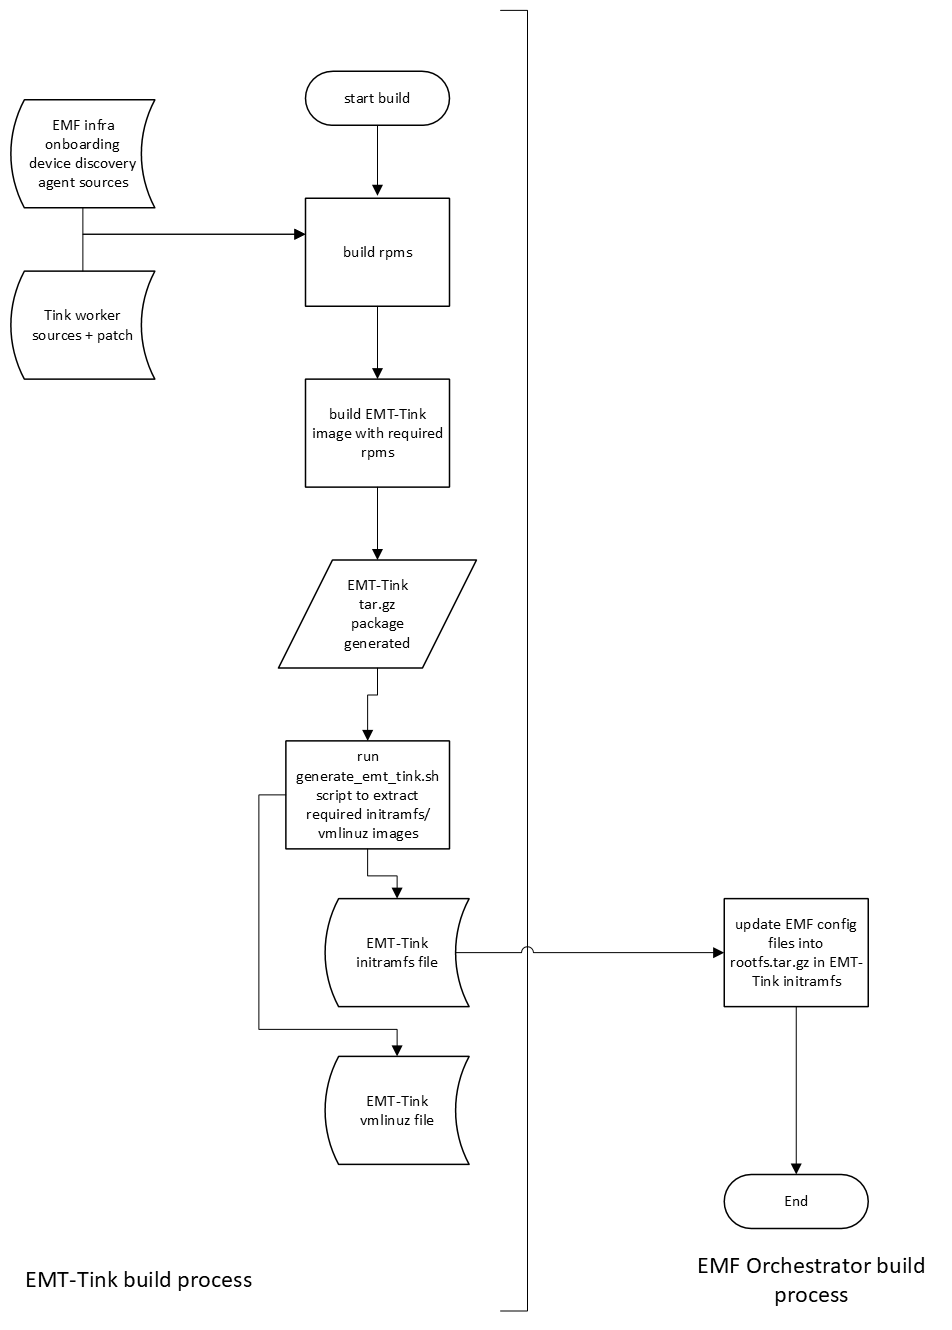 start build
EMF infra
onboarding
device discovery
agent sources
build rpms
Tink worker
sources + patch
build EMT-Tink
image with required
rpms
EMT-Tink
tar.gz
package
generated
run
generate_emt_tink.sh
script to extract
required initramfs/
vmlinuz images
EMT-Tink
initramfs file
update EMF config
files into
rootfs.tar.gz in EMT-
Tink initramfs
EMT-Tink
vmlinuz file
End
EMT-Tink build process
EMF Orchestrator build
process